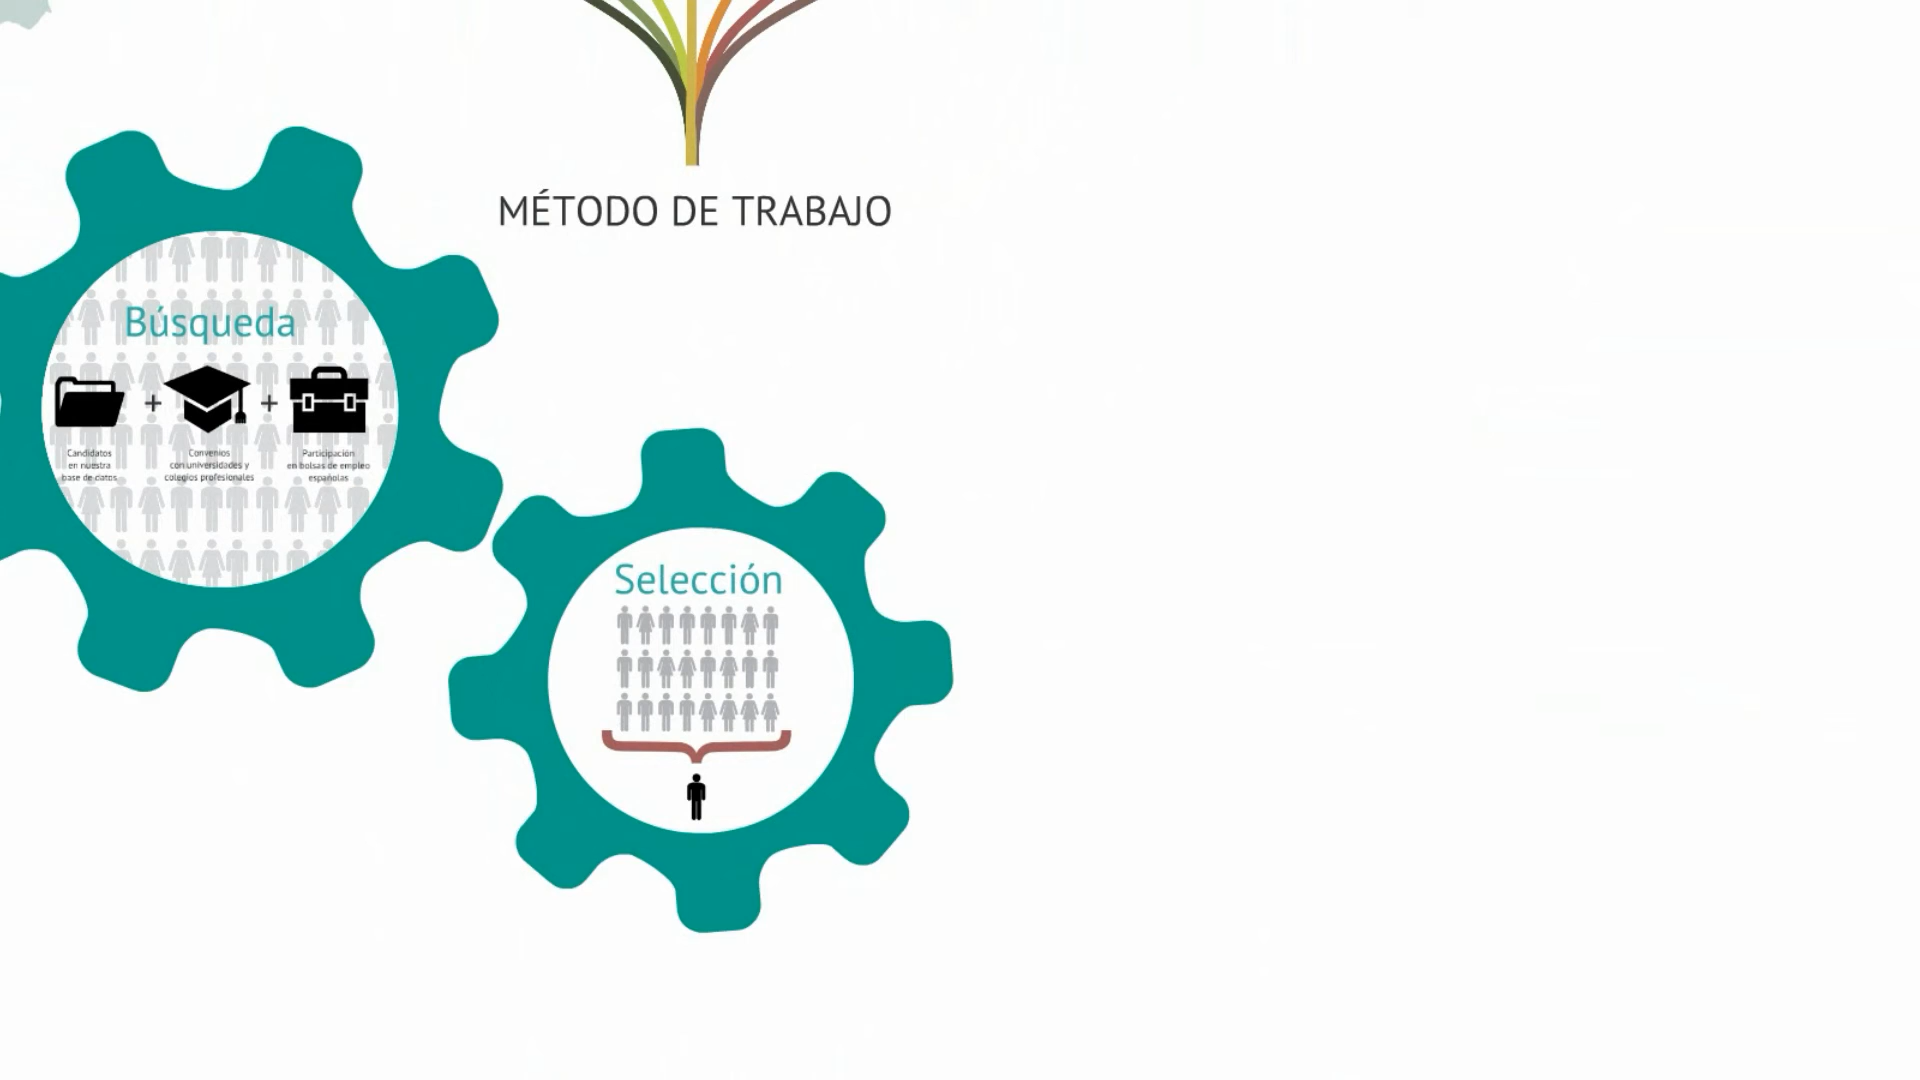 MÉTODO DE TRABAJO
Búsqueda
+ +
Candidatos
en nuestra
base de datos
Convenios
con universidades y
colegios profesionales
Participación
en bolsas de empleo
españolas
Selección